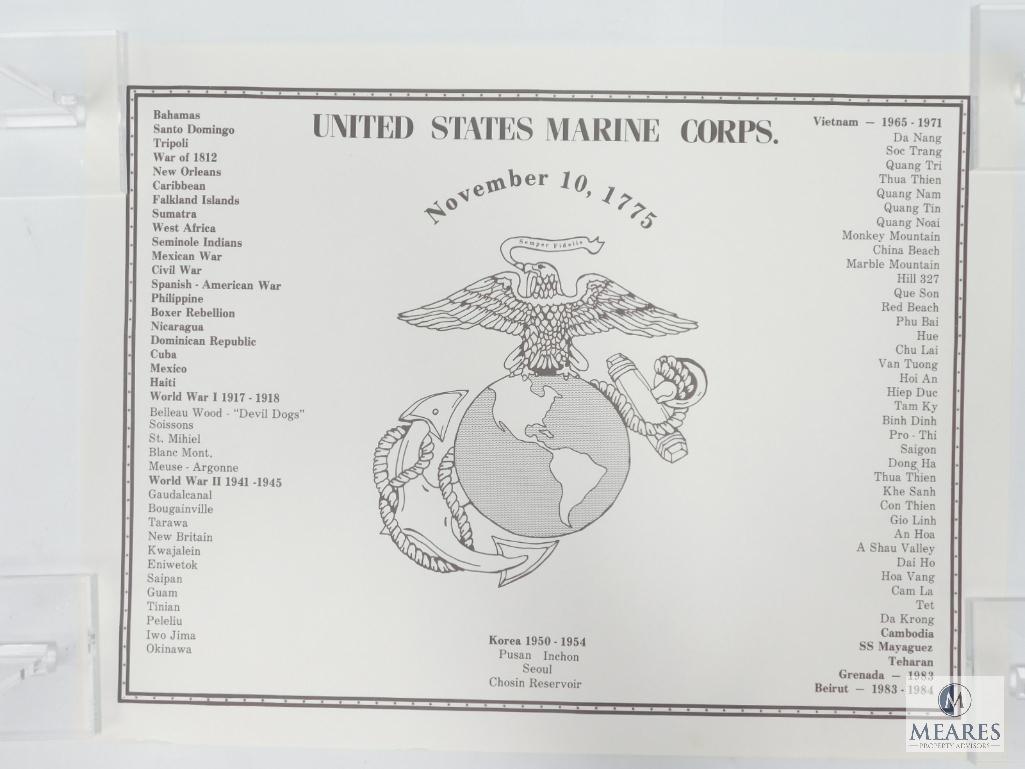 UNITED STATES MARINE CORPS.
November 10, 1775
Semper Fidelis
Bahamas
Santo Domingo
Tripoli
War of 1812
New Orleans
Caribbean
Falkland Islands
Sumatra
West Africa
Seminole Indians
Mexican War
Civil War
Spanish - American War
Philippine
Boxer Rebellion
Nicaragua
Dominican Republic
Cuba
Mexico
Haiti
World War I 1917 - 1918
Belleau Wood - "Devil Dogs"
Soissons
St. Mihiel
Blanc Mont.
Meuse - Argonne
World War II 1941 -1945
Gaudalcanal
Bougainville
Tarawa
New Britain
Kwajalein
Eniwetok
Saipan
Guam
Tinian
Peleliu
Iwo Jima
Okinawa
Korea 1950 - 1954
Pusan Inchon
Seoul
Chosin Reservoir
Vietnam — 1965 - 1971
Da Nang
Soc Trang
Quang Tri
Thua Thien
Quang Nam
Quang Tin
Quang Noai
Monkey Mountain
China Beach
Marble Mountain
Hill 327
Que Son
Red Beach
Phu Bai
Hue
Chu Lai
Van Tuong
Hoi An
Hiep Duc
Tam Ky
Binh Dinh
Pro - Thi
Saigon
Dong Ha
Thua Thien
Khe Sanh
Con Thien
Gio Linh
An Hoa
A Shau Valley
Dai Ho
Hoa Vang
Cam La
Tet
Da Krong
Cambodia
SS Mayaguez
Teharan
Grenada — 1983
Beirut — 1983 - 1984
M
MEARES
PROPERTY ADVISORS